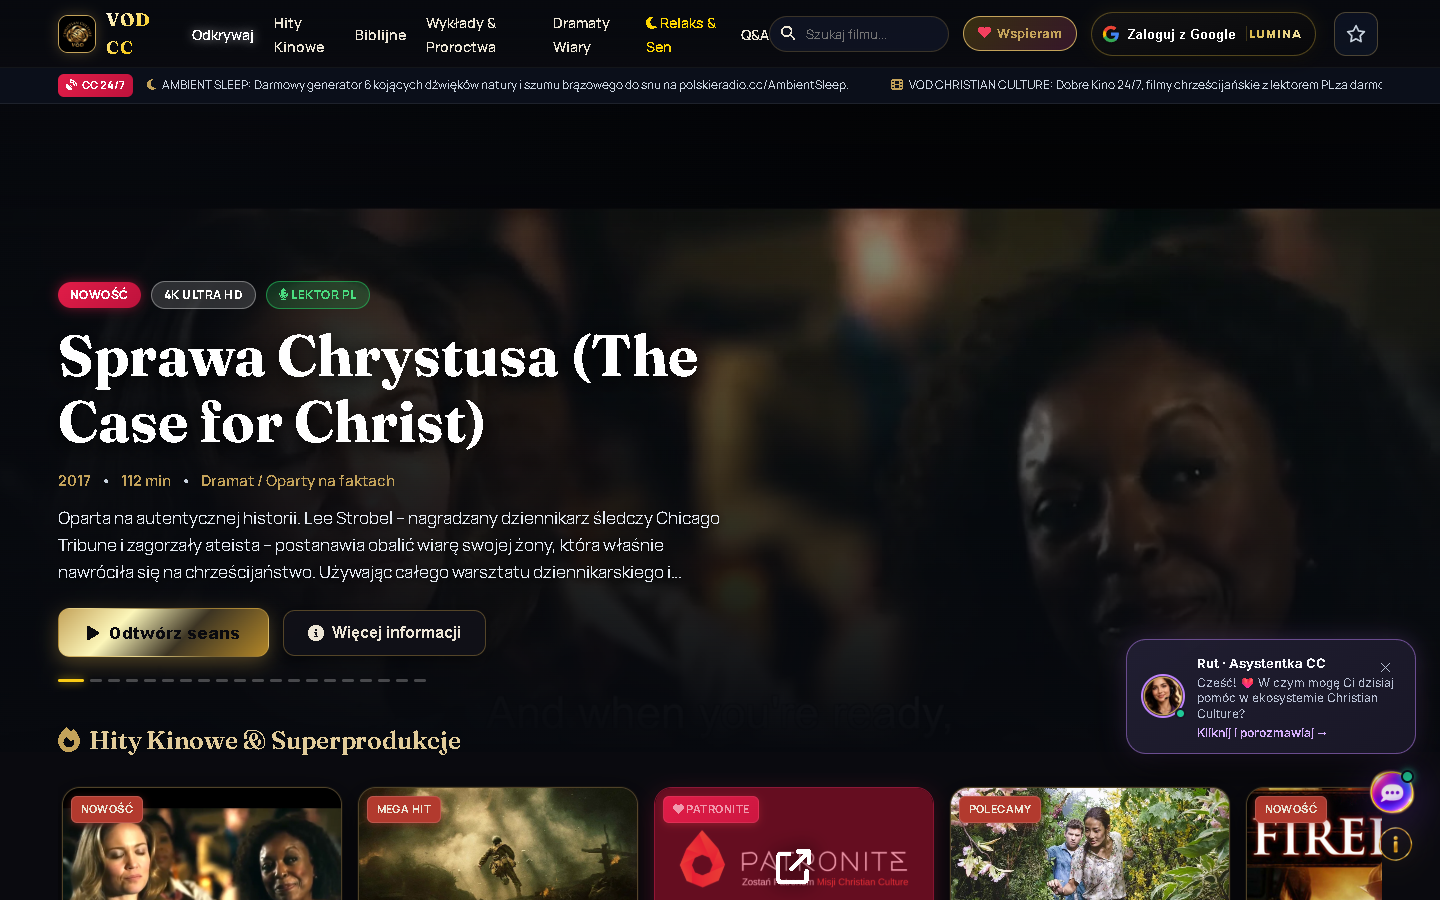 VOD
CC
Odkrywaj
Hity
Kinowe
Biblijne
Wykłady &
Proroctwa
Dramaty
Wiary
Relaks &
Sen
Q&A
Szukaj filmu...
Wspieram
Zaloguj z Google
LUMINA
CC 24/7
AMBIENT SLEEP: Darmowy generator 6 kojących dźwięków natury i szumu brązowego do snu na polskieradio.cc/AmbientSleep.
VOD CHRISTIAN CULTURE: Dobre Kino 24/7, filmy chrześcijańskie z lektorem PL za darmo
NOWOŚĆ
4K ULTRA HD
LEKTOR PL
Sprawa Chrystusa (The
Case for Christ)
2017 • 112 min • Dramat / Oparty na faktach
Oparta na autentycznej historii. Lee Strobel – nagradzany dziennikarz śledczy Chicago
Tribune i zagorzały ateista – postanawia obalić wiarę swojej żony, która właśnie
nawróciła się na chrześcijaństwo. Używając całego warsztatu dziennikarskiego i...
Odtwórz seans
Więcej informacji
And when you're ready,
Rut · Asystentka CC
Cześć! ❤️ W czym mogę Ci dzisiaj
pomóc w ekosystemie Christian
Culture?
Kliknij i porozmawiaj →
Hity Kinowe & Superprodukcje
NOWOŚĆ
MEGA HIT
PATRONITE
PATRONITE
Zostań Patronem Misji Christian Culture
POLECAMY
NOWOŚĆ